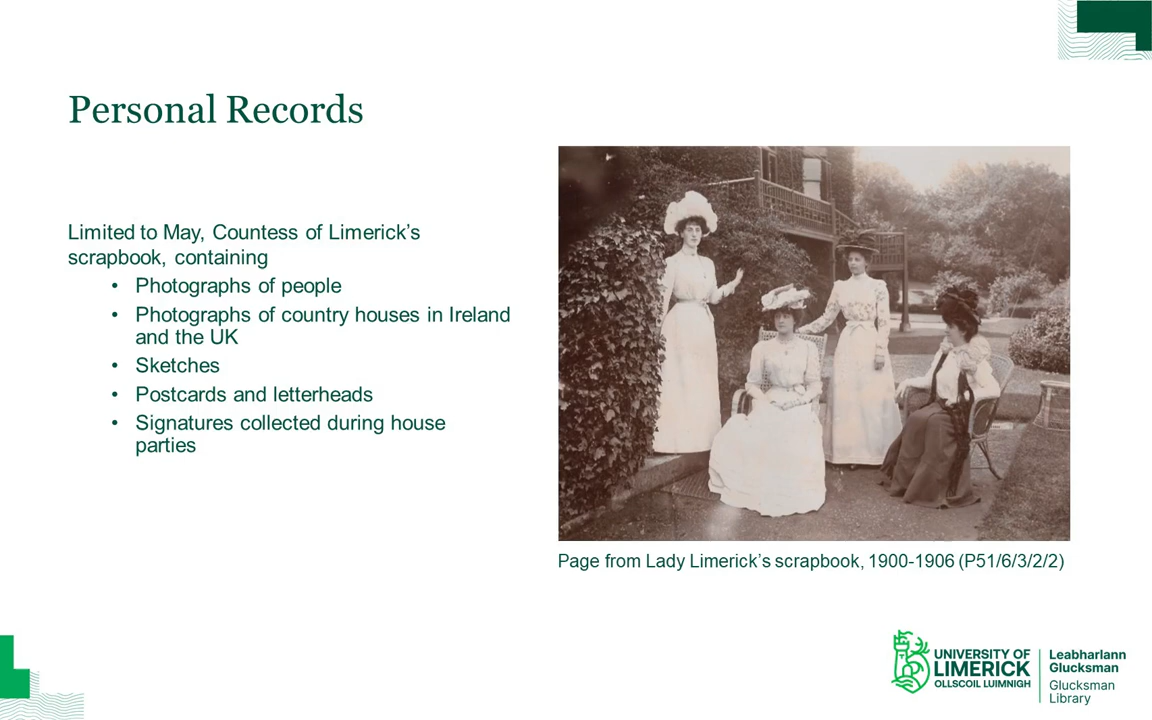 Personal Records
Limited to May, Countess of Limerick’s
scrapbook, containing
• Photographs of people
• Photographs of country houses in Ireland
and the UK
• Sketches
• Postcards and letterheads
• Signatures collected during house
parties
Page from Lady Limerick’s scrapbook, 1900-1906 (P51/6/3/2/2)
UNIVERSITY OF
LIMERICK
OLLSCOIL LUIMNIGH
Leabharlann
Glucksman
Glucksman
Library